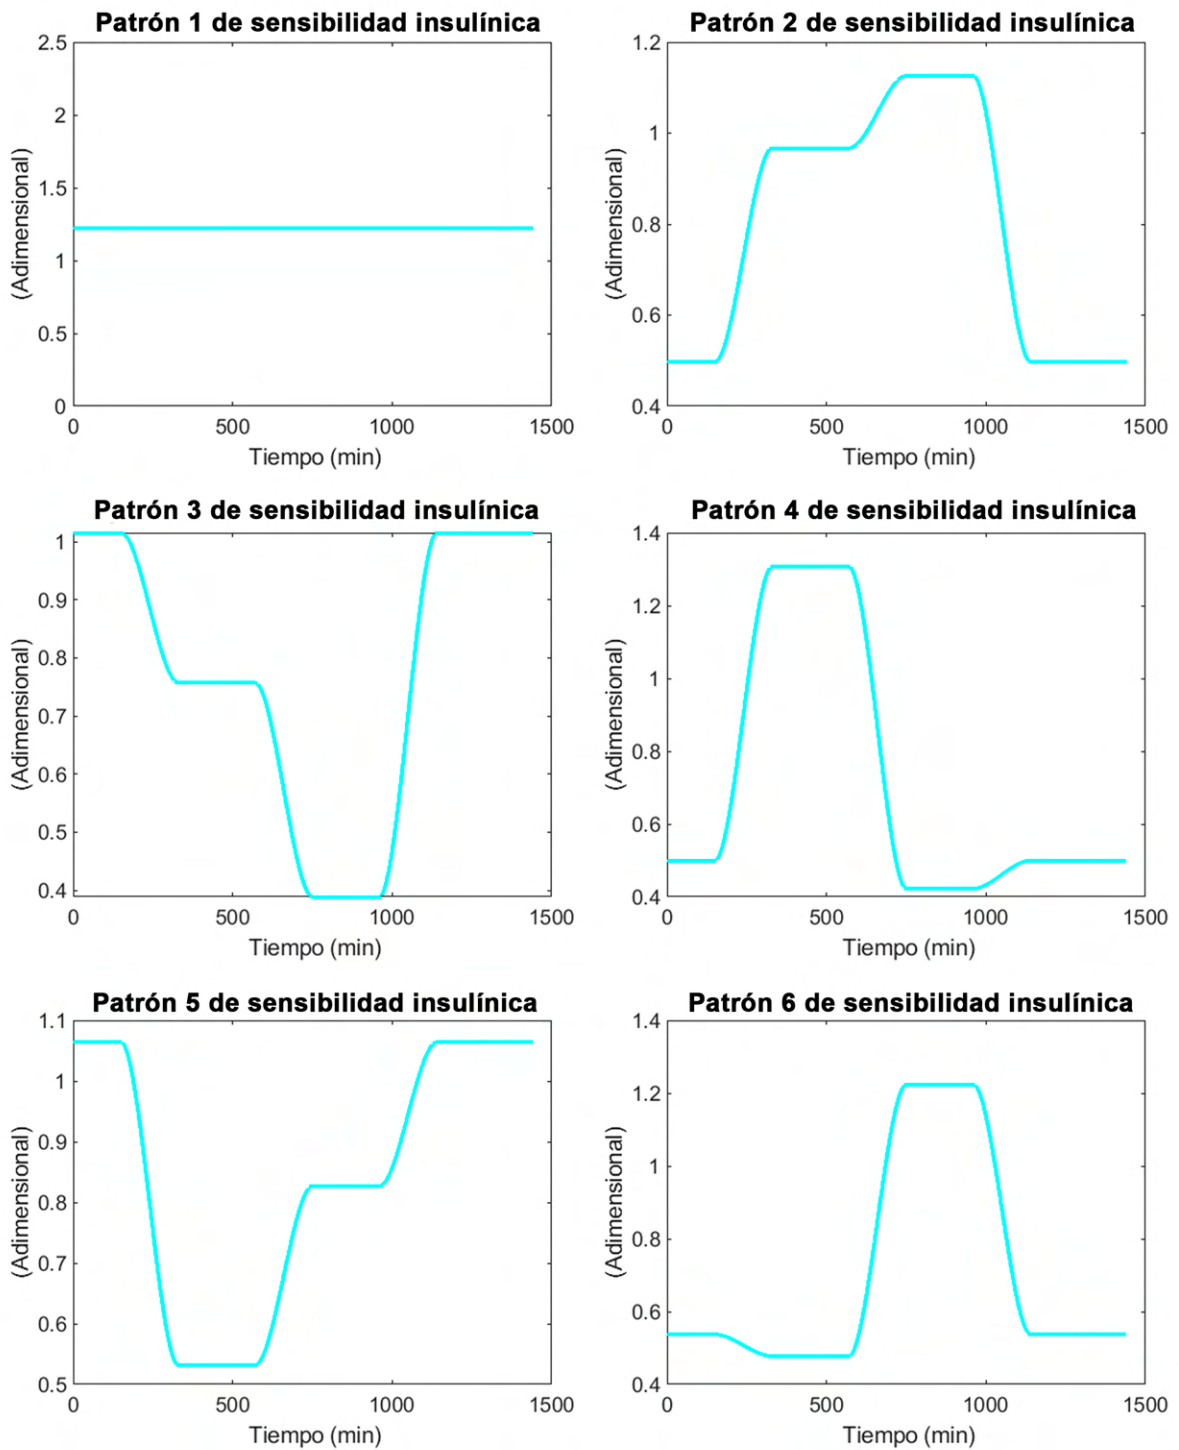 Patrón 1 de sensibilidad insulínica
2.5
2
1.5
1
0.5
0
(Adimensional)
0 500 1000 1500
Tiempo (min)
Patrón 2 de sensibilidad insulínica
1.2
1
0.8
0.6
0.4
(Adimensional)
0 500 1000 1500
Tiempo (min)
Patrón 3 de sensibilidad insulínica
1
0.9
0.8
0.7
0.6
0.5
0.4
(Adimensional)
0 500 1000 1500
Tiempo (min)
Patrón 4 de sensibilidad insulínica
1.4
1.2
1
0.8
0.6
0.4
(Adimensional)
0 500 1000 1500
Tiempo (min)
Patrón 5 de sensibilidad insulínica
1.1
1
0.9
0.8
0.7
0.6
0.5
(Adimensional)
0 500 1000 1500
Tiempo (min)
Patrón 6 de sensibilidad insulínica
1.4
1.2
1
0.8
0.6
0.4
(Adimensional)
0 500 1000 1500
Tiempo (min)